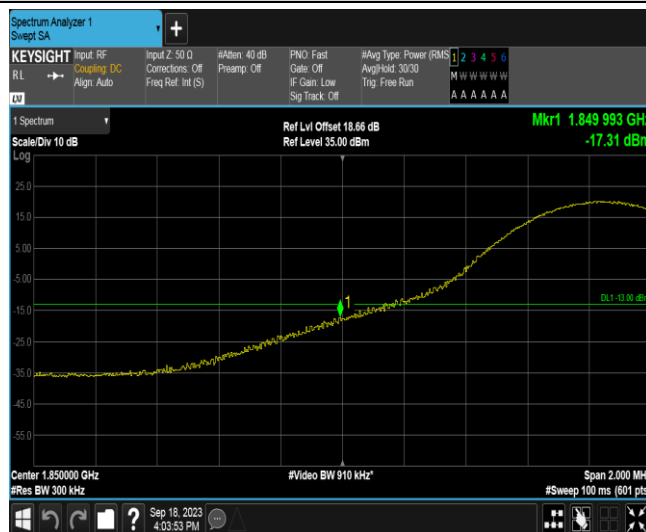 Spectrum Analyzer 1
Swept SA
+
KEYSIGHT
RL
LXI
Input: RF
Coupling: DC
Align: Auto
Input Z: 50 Ω
Corrections: Off
Freq Ref: Int (S)
#Atten: 40 dB
Preamp: Off
PNO: Fast
Gate: Off
IF Gain: Low
Sig Track: Off
#Avg Type: Power (RMS
Avg|Hold: 30/30
Trig: Free Run
1 2 3 4 5 6
M W W W W W
A A A A A A
1 Spectrum
Scale/Div 10 dB
Ref Lvl Offset 18.66 dB
Ref Level 35.00 dBm
Mkr1 1.849 993 GHz
-17.31 dBm
Log
25.0
15.0
5.00
-5.00
-15.0
-25.0
-35.0
-45.0
-55.0
1
DL1 -13.00 dBm
Center 1.850000 GHz
#Res BW 300 kHz
#Video BW 910 kHz*
Span 2.000 MH
#Sweep 100 ms (601 pts
?
Sep 18, 2023
4:03:53 PM